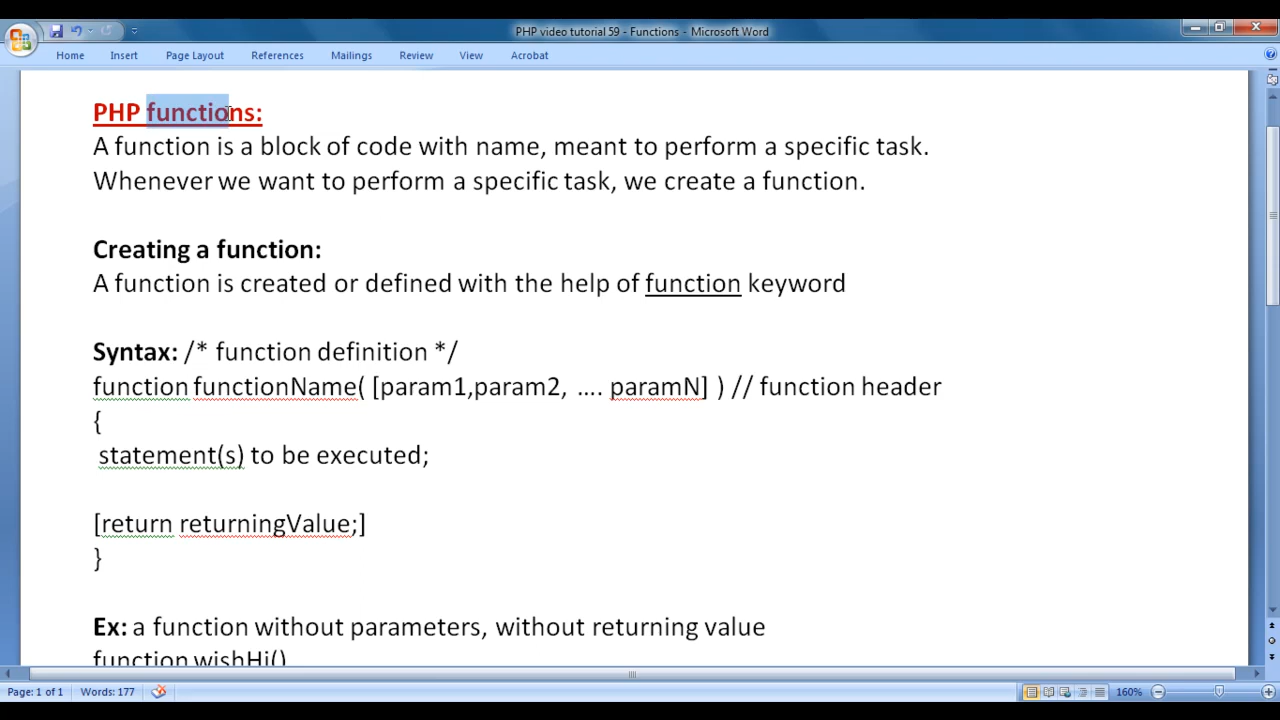 PHP video tutorial 59 - Functions - Microsoft Word
Home Insert Page Layout References Mailings Review View Acrobat
PHP functions:
A function is a block of code with name, meant to perform a specific task.
Whenever we want to perform a specific task, we create a function.
Creating a function:
A function is created or defined with the help of function keyword
Syntax: /* function definition */
function functionName( [param1,param2, .... paramN] ) // function header
{
statement(s) to be executed;
[return returningValue;]
}
Ex: a function without parameters, without returning value
function wishHi()
Page: 1 of 1 Words: 177 160%